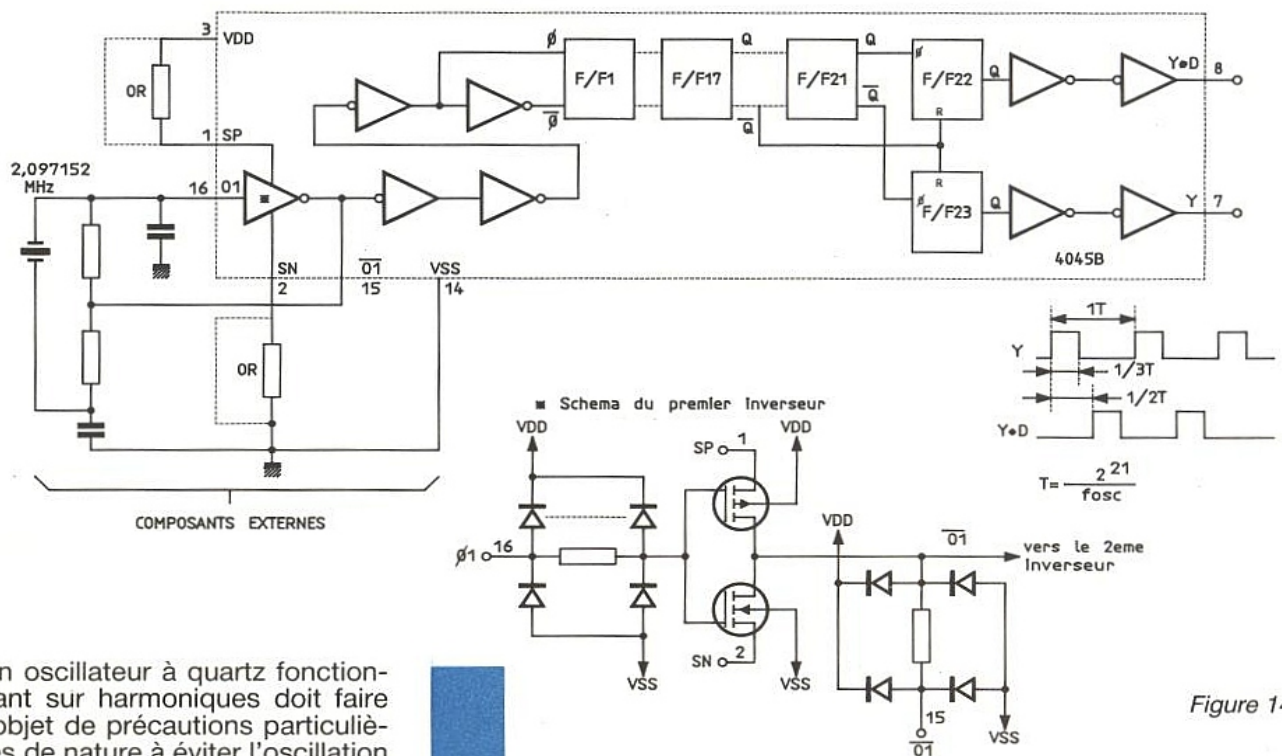 3 VDD
OR
1 SP
2,097152
MHz
16 01
SN
2
01
15
VSS
14
OR
COMPOSANTS EXTERNES
Ø
Ø
F/F1
F/F17
Q
Q
F/F21
Q
Q
Ø
F/F22
R
Q
Y•D 8
R
Ø
F/F23
Q
Y 7
4045B
1T
Y
1/3T
1/2T
Y•D
T= 2 21
fosc
Schema du premier inverseur
VDD
SP 1
VDD
Ø1 16
SN 2
VSS
VSS
VDD
01
vers le 2eme
inverseur
15
01
VSS
n oscillateur à quartz fonction-
ant sur harmoniques doit faire
objet de précautions particuliè-
es de nature à éviter l'oscillation
Figure 14